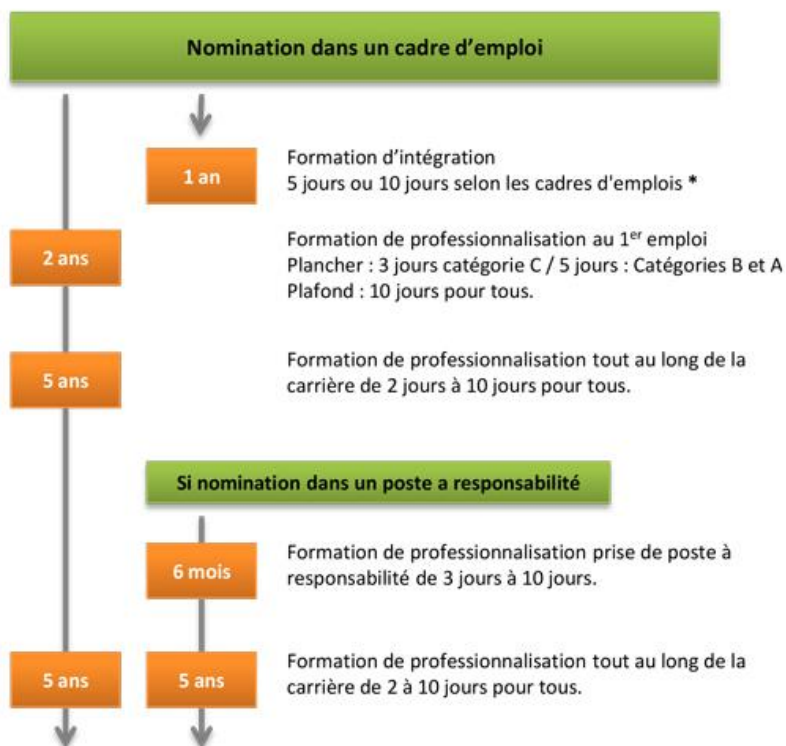 Nomination dans un cadre d'emploi
1 an
Formation d'intégration
5 jours ou 10 jours selon les cadres d'emplois *
2 ans
Formation de professionnalisation au 1er emploi
Plancher : 3 jours catégorie C / 5 jours : Catégories B et A
Plafond : 10 jours pour tous.
5 ans
Formation de professionnalisation tout au long de la
carrière de 2 jours à 10 jours pour tous.
Si nomination dans un poste a responsabilité
6 mois
Formation de professionnalisation prise de poste à
responsabilité de 3 jours à 10 jours.
5 ans
5 ans
Formation de professionnalisation tout au long de la
carrière de 2 à 10 jours pour tous.